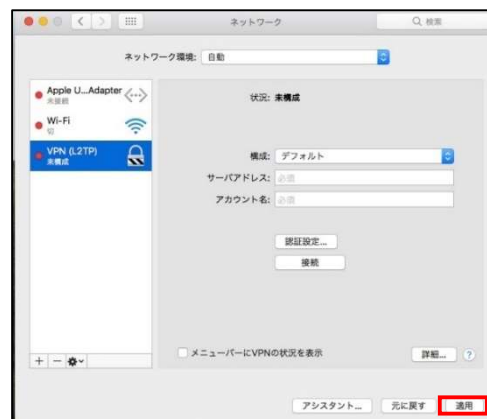 ネットワーク
検索
ネットワーク環境: 自動
Apple U...Adapter
未接続
Wi-Fi
切
VPN (L2TP)
未構成
状況: 未構成
構成: デフォルト
サーバアドレス: 必須
アカウント名: 必須
認証設定...
接続
メニューバーにVPNの状況を表示
詳細... ?
アシスタント... 元に戻す 適用